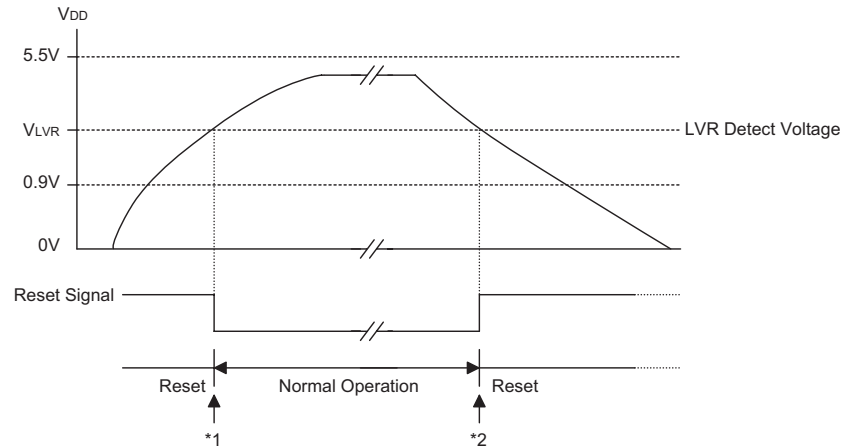 VDD
5.5V
VLVR
LVR Detect Voltage
0.9V
0V
Reset Signal
Reset
Normal Operation
Reset
*1
*2